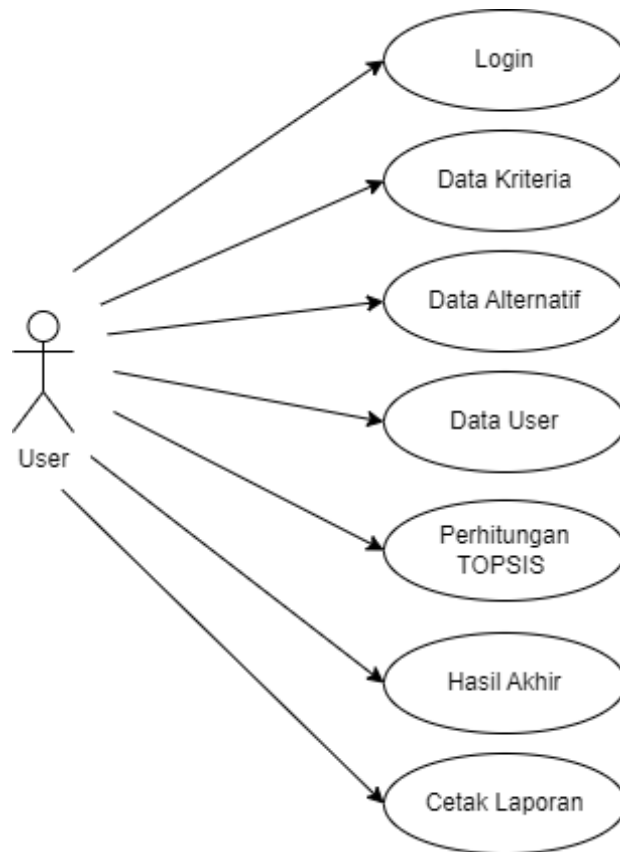 Login
Data Kriteria
Data Alternatif
Data User
User
Perhitungan
TOPSIS
Hasil Akhir
Cetak Laporan